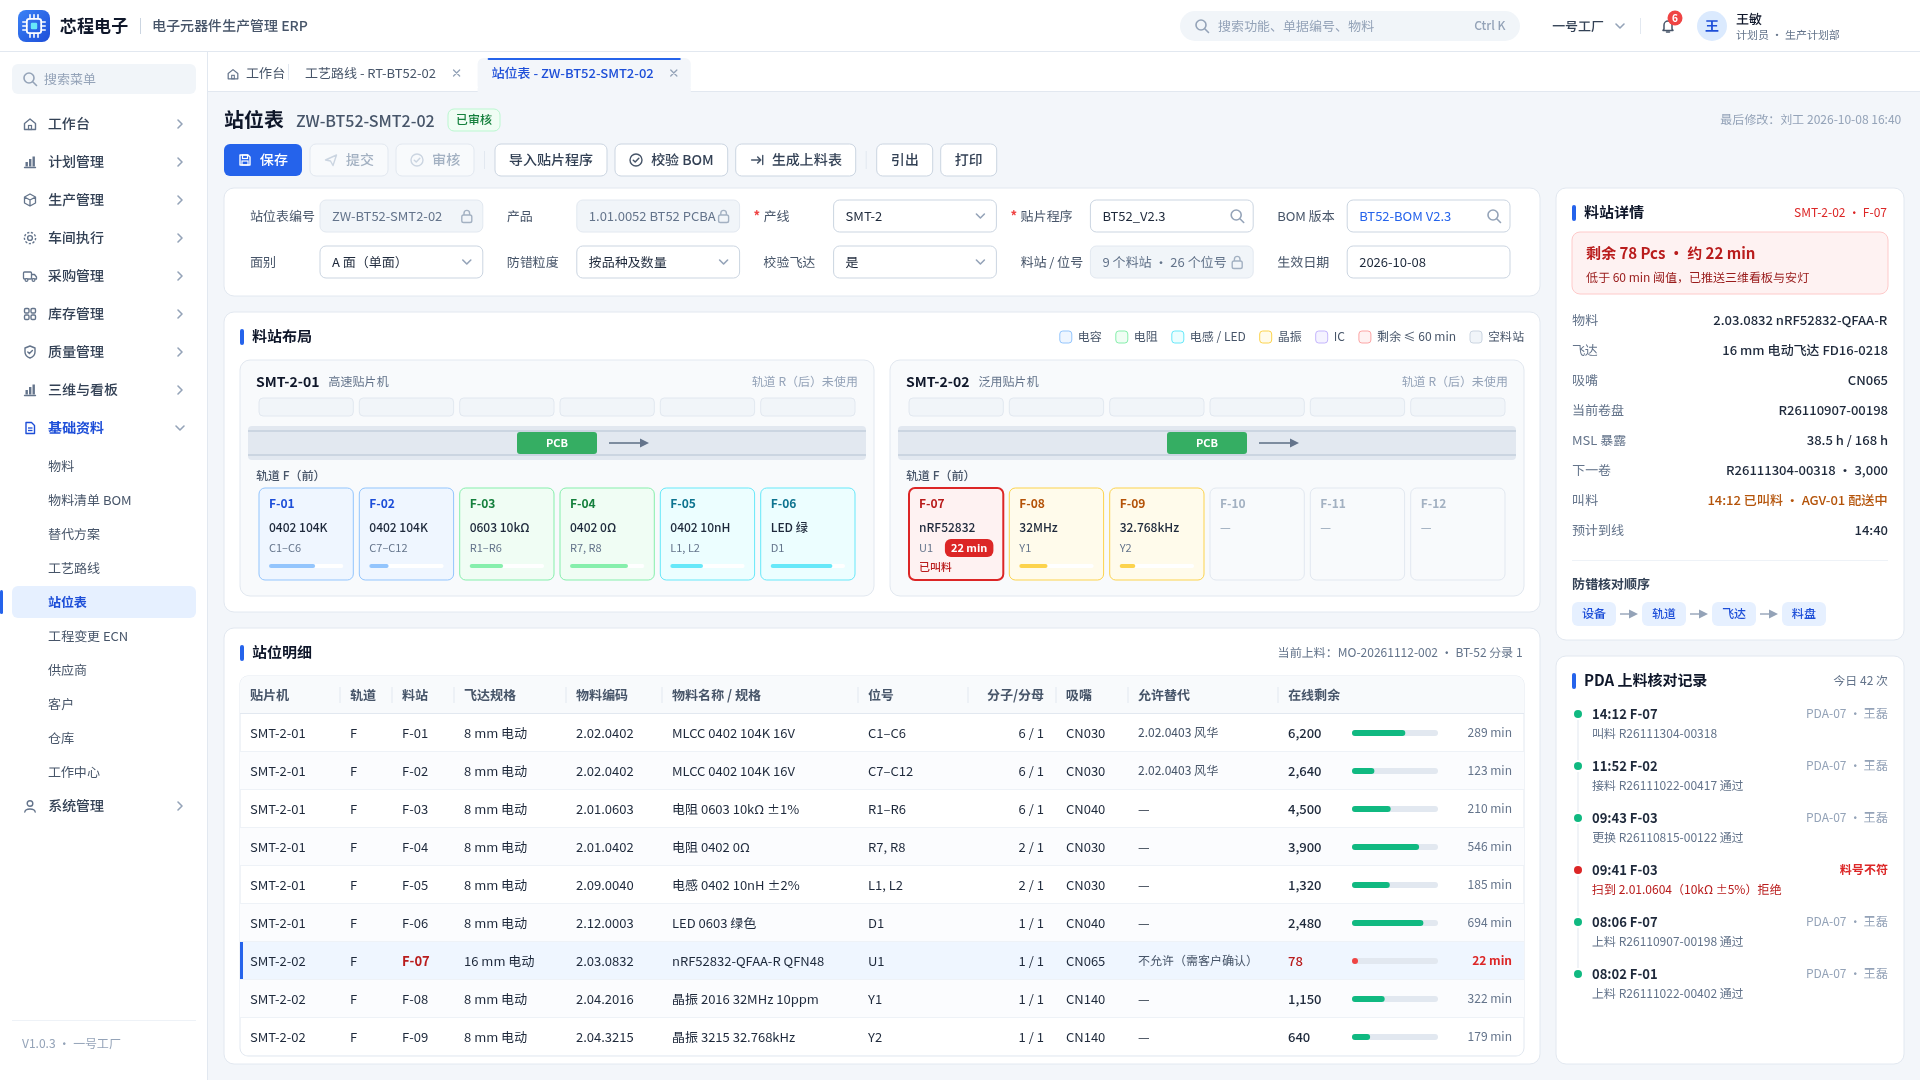 芯程电子 电子元器件生产管理 ERP
搜索功能、单据编号、物料 Ctrl K
一号工厂
6
王
王敏
计划员 · 生产计划部
搜索菜单
工作台
计划管理
生产管理
车间执行
采购管理
库存管理
质量管理
三维与看板
基础资料
物料
物料清单 BOM
替代方案
工艺路线
站位表
工程变更 ECN
供应商
客户
仓库
工作中心
系统管理
V1.0.3 · 一号工厂
工作台 工艺路线 - RT-BT52-02 站位表 - ZW-BT52-SMT2-02
站位表 ZW-BT52-SMT2-02 已审核
最后修改：刘工 2026-10-08 16:40
保存 提交 审核 导入贴片程序 校验 BOM 生成上料表 引出 打印
站位表编号 ZW-BT52-SMT2-02 产品 1.01.0052 BT52 PCBA * 产线 SMT-2 * 贴片程序 BT52_V2.3 BOM 版本 BT52-BOM V2.3
面别 A 面（单面） 防错粒度 按品种及数量 校验飞达 是 料站 / 位号 9 个料站 · 26 个位号 生效日期 2026-10-08
料站布局
电容 电阻 电感 / LED 晶振 IC 剩余 ≤ 60 min 空料站
SMT-2-01 高速贴片机 轨道 R（后）未使用
PCB
轨道 F（前）
F-01 F-02 F-03 F-04 F-05 F-06
0402 104K 0402 104K 0603 10kΩ 0402 0Ω 0402 10nH LED 绿
C1–C6 C7–C12 R1–R6 R7, R8 L1, L2 D1
SMT-2-02 泛用贴片机 轨道 R（后）未使用
PCB
轨道 F（前）
F-07 F-08 F-09 F-10 F-11 F-12
nRF52832 32MHz 32.768kHz — — —
U1 22 min Y1 Y2
已叫料
站位明细
当前上料：MO-20261112-002 · BT-52 分录 1
贴片机 轨道 料站 飞达规格 物料编码 物料名称 / 规格 位号 分子/分母 吸嘴 允许替代 在线剩余
SMT-2-01 F F-01 8 mm 电动 2.02.0402 MLCC 0402 104K 16V C1–C6 6 / 1 CN030 2.02.0403 风华 6,200 289 min
SMT-2-01 F F-02 8 mm 电动 2.02.0402 MLCC 0402 104K 16V C7–C12 6 / 1 CN030 2.02.0403 风华 2,640 123 min
SMT-2-01 F F-03 8 mm 电动 2.01.0603 电阻 0603 10kΩ ±1% R1–R6 6 / 1 CN040 — 4,500 210 min
SMT-2-01 F F-04 8 mm 电动 2.01.0402 电阻 0402 0Ω R7, R8 2 / 1 CN030 — 3,900 546 min
SMT-2-01 F F-05 8 mm 电动 2.09.0040 电感 0402 10nH ±2% L1, L2 2 / 1 CN030 — 1,320 185 min
SMT-2-01 F F-06 8 mm 电动 2.12.0003 LED 0603 绿色 D1 1 / 1 CN040 — 2,480 694 min
SMT-2-02 F F-07 16 mm 电动 2.03.0832 nRF52832-QFAA-R QFN48 U1 1 / 1 CN065 不允许（需客户确认） 78 22 min
SMT-2-02 F F-08 8 mm 电动 2.04.2016 晶振 2016 32MHz 10ppm Y1 1 / 1 CN140 — 1,150 322 min
SMT-2-02 F F-09 8 mm 电动 2.04.3215 晶振 3215 32.768kHz Y2 1 / 1 CN140 — 640 179 min
料站详情 SMT-2-02 · F-07
剩余 78 Pcs · 约 22 min
低于 60 min 阈值，已推送三维看板与安灯
物料 2.03.0832 nRF52832-QFAA-R
飞达 16 mm 电动飞达 FD16-0218
吸嘴 CN065
当前卷盘 R26110907-00198
MSL 暴露 38.5 h / 168 h
下一卷 R26111304-00318 · 3,000
叫料 14:12 已叫料 · AGV-01 配送中
预计到线 14:40
防错核对顺序
设备 轨道 飞达 料盘
PDA 上料核对记录 今日 42 次
14:12 F-07 PDA-07 · 王磊
叫料 R26111304-00318
11:52 F-02 PDA-07 · 王磊
接料 R26111022-00417 通过
09:43 F-03 PDA-07 · 王磊
更换 R26110815-00122 通过
09:41 F-03 料号不符
扫到 2.01.0604（10kΩ ±5%）拒绝
08:06 F-07 PDA-07 · 王磊
上料 R26110907-00198 通过
08:02 F-01 PDA-07 · 王磊
上料 R26111022-00402 通过